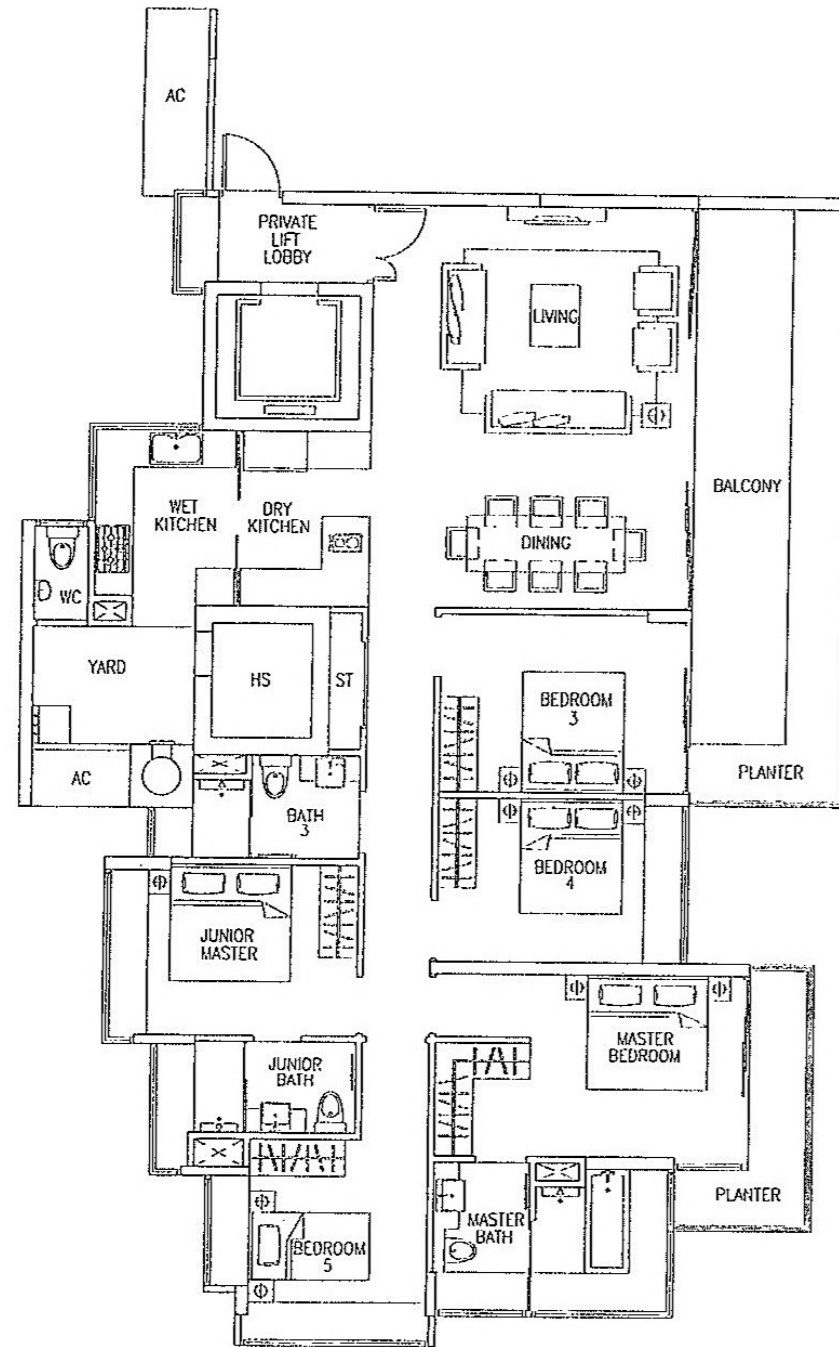 AC
PRIVATE
LIFT
LOBBY
LIVING
BALCONY
WET
KITCHEN
DRY
KITCHEN
DINING
WC
YARD
HS
ST
BEDROOM
3
AC
PLANTER
BATH
3
BEDROOM
4
JUNIOR
MASTER
MASTER
BEDROOM
JUNIOR
BATH
PLANTER
MASTER
BATH
BEDROOM
5